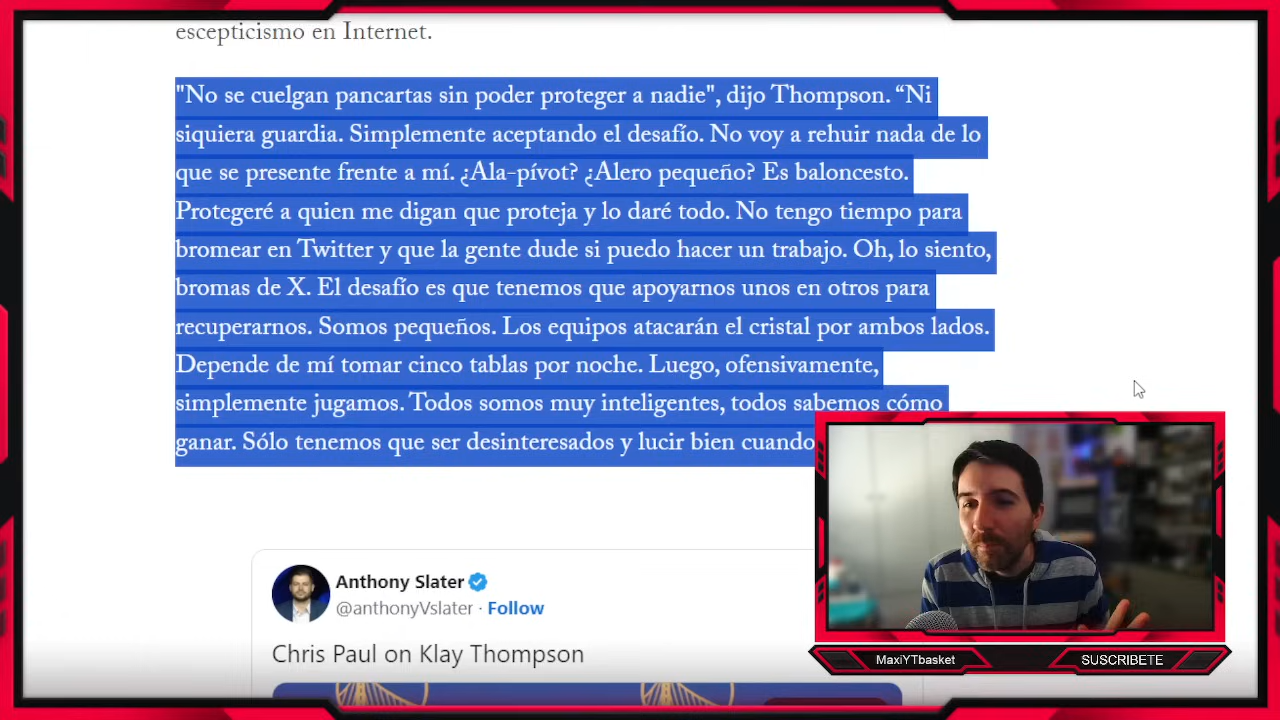 escepticismo en Internet.
"No se cuelgan pancartas sin poder proteger a nadie", dijo Thompson. “Ni
siquiera guardia. Simplemente aceptando el desafío. No voy a rehuir nada de lo
que se presente frente a mí. ¿Ala-pívot? ¿Alero pequeño? Es baloncesto.
Protegeré a quien me digan que proteja y lo daré todo. No tengo tiempo para
bromear en Twitter y que la gente dude si puedo hacer un trabajo. Oh, lo siento,
bromas de X. El desafío es que tenemos que apoyarnos unos en otros para
recuperarnos. Somos pequeños. Los equipos atacarán el cristal por ambos lados.
Depende de mí tomar cinco tablas por noche. Luego, ofensivamente,
simplemente jugamos. Todos somos muy inteligentes, todos sabemos cómo
ganar. Sólo tenemos que ser desinteresados y lucir bien cuando
Anthony Slater
@anthonyVslater · Follow
Chris Paul on Klay Thompson
MaxiYTbasket
SUSCRIBETE